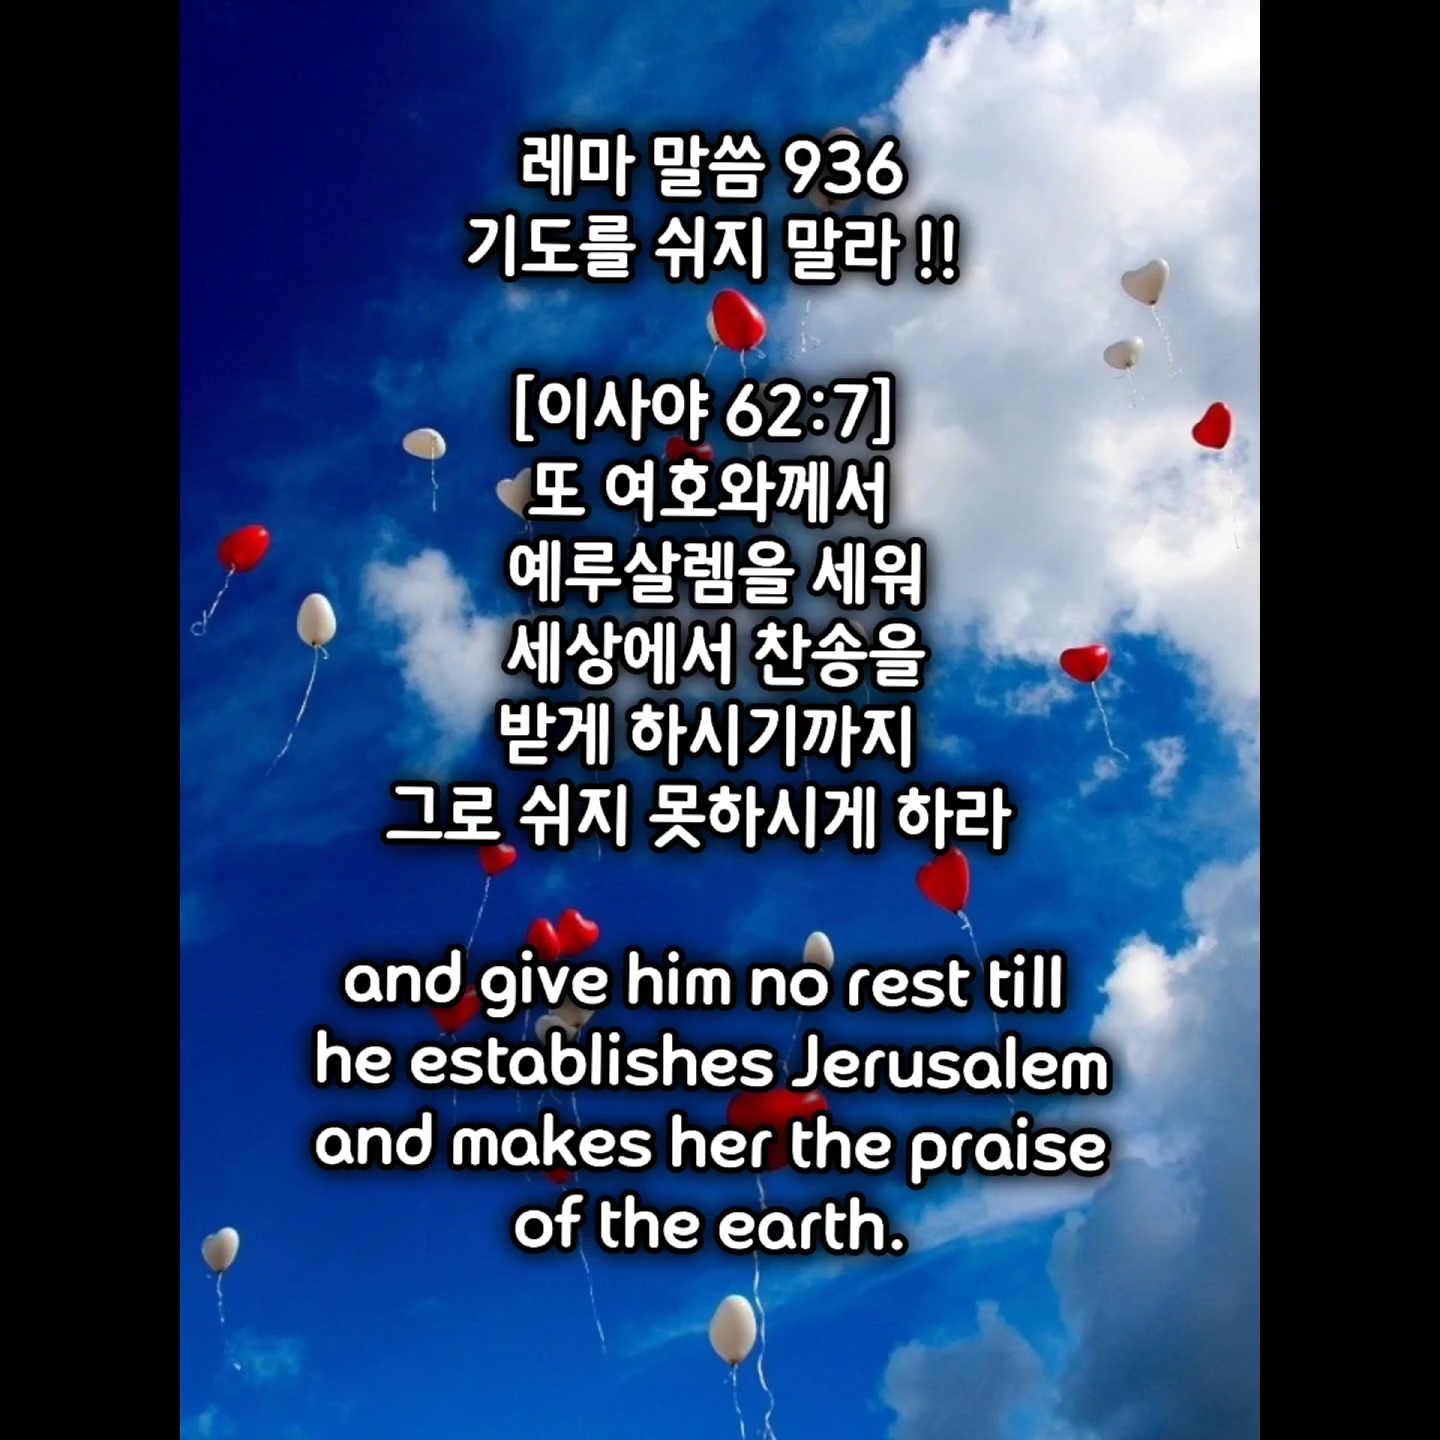 레마 말씀 936
기도를 쉬지 말라 !!
[이사야 62:7]
또 여호와께서
예루살렘을 세워
세상에서 찬송을
받게 하시기까지
그로 쉬지 못하시게 하라
and give him no rest till
he establishes Jerusalem
and makes her the praise
of the earth.